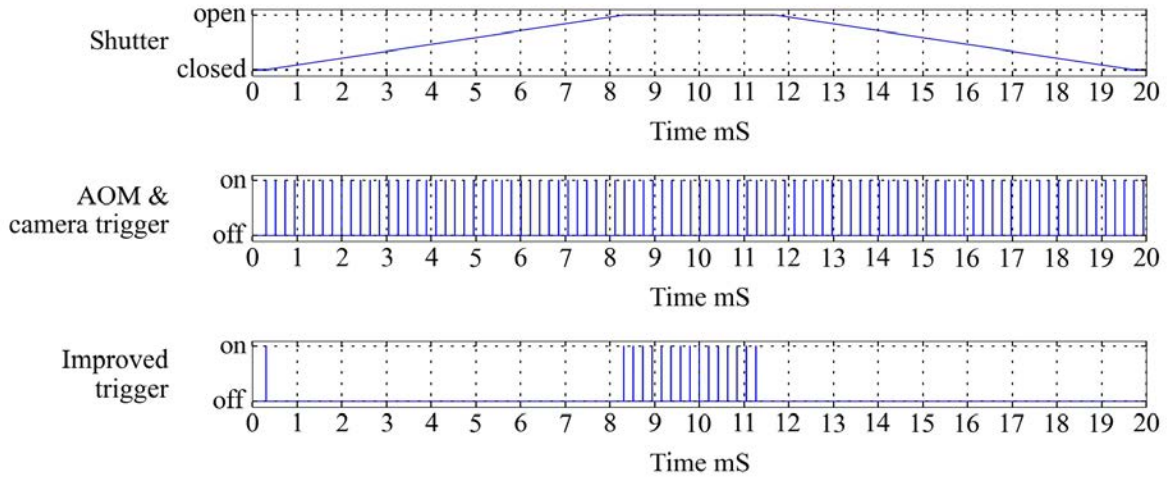 open
Shutter
closed
0 1 2 3 4 5 6 7 8 9 10 11 12 13 14 15 16 17 18 19 20
Time mS
on
AOM &
camera trigger
off
0 1 2 3 4 5 6 7 8 9 10 11 12 13 14 15 16 17 18 19 20
Time mS
on
Improved
trigger
off
0 1 2 3 4 5 6 7 8 9 10 11 12 13 14 15 16 17 18 19 20
Time mS